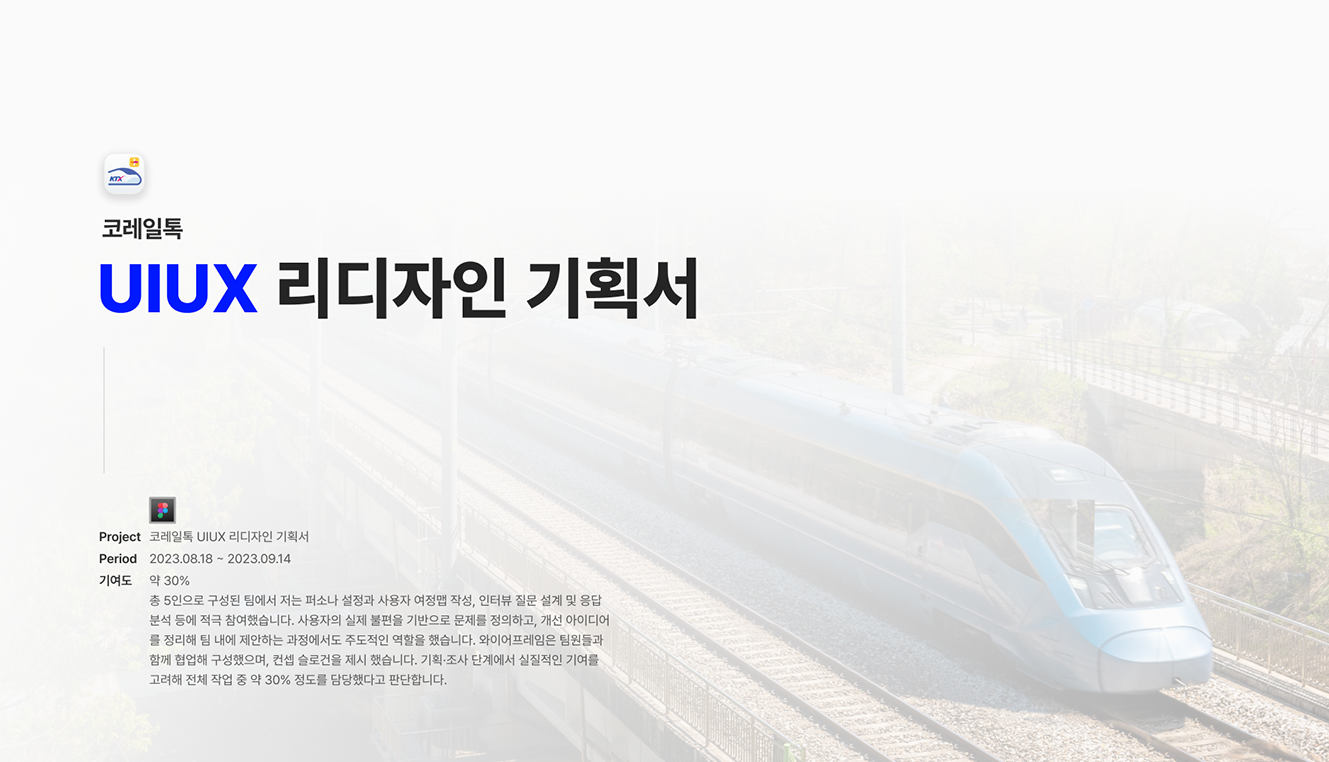 KTX
코레일톡
UIUX 리디자인 기획서
Project 코레일톡 UIUX 리디자인 기획서
Period 2023.08.18 ~ 2023.09.14
기여도 약 30%
총 5인으로 구성된 팀에서 저는 퍼소나 설정과 사용자 여정맵 작성, 인터뷰 질문 설계 및 응답
분석 등에 적극 참여했습니다. 사용자의 실제 불편을 기반으로 문제를 정의하고, 개선 아이디어
를 정리해 팀 내에 제안하는 과정에서도 주도적인 역할을 했습니다. 와이어프레임은 팀원들과
함께 협업해 구성했으며, 컨셉 슬로건을 제시 했습니다. 기획·조사 단계에서 실질적인 기여를
고려해 전체 작업 중 약 30% 정도를 담당했다고 판단합니다.